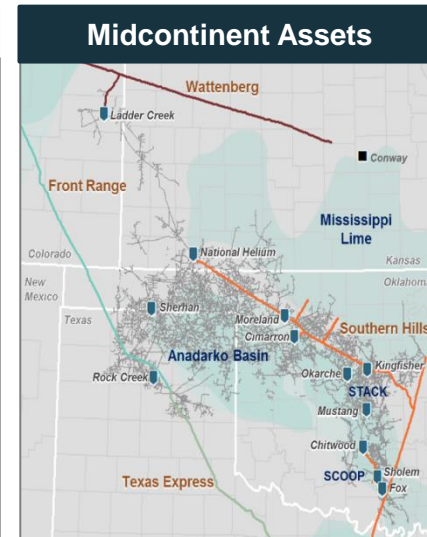 Midcontinent Assets
Wattenberg
Ladder Creek
Conway
Front Range
Mississippi
Lime
National Helium
Colorado
Kansas
New
Mexico
Oklahoma
Texas
Sherhan
Moreland
Cimarron
Southern Hills
Anadarko Basin
Rock Creek
Okarche
Kingfisher
STACK
Mustang
Chitwood
SCOOP
Sholem
Fox
Texas Express